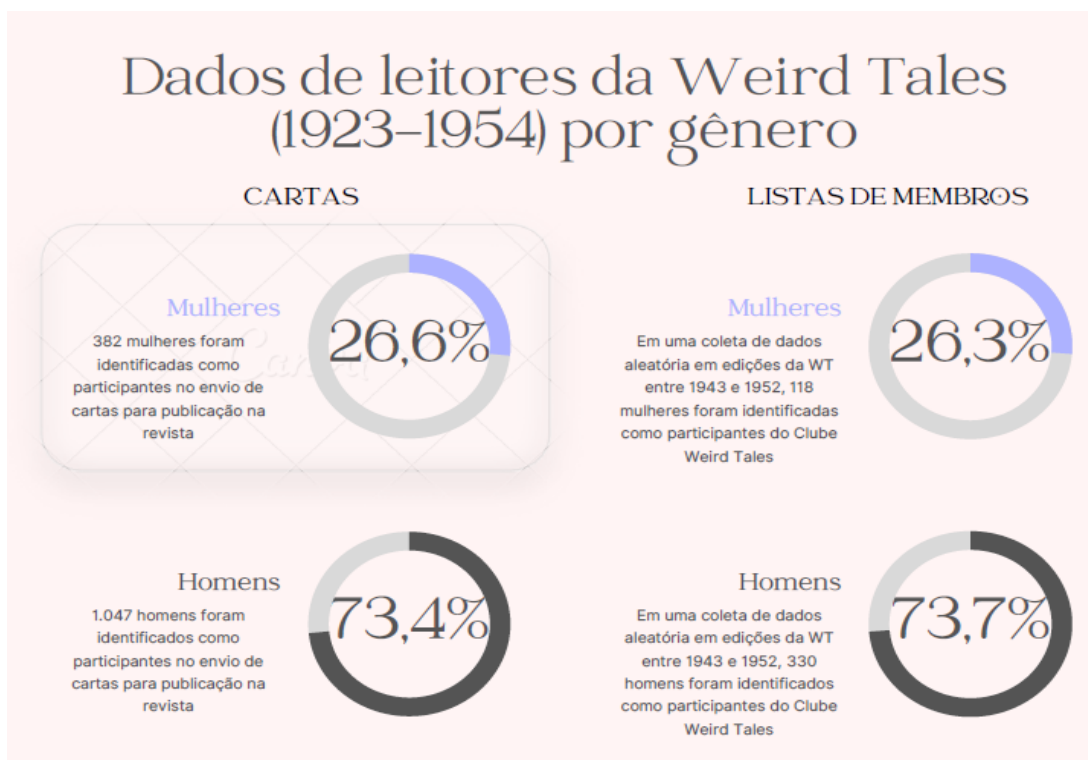 Dados de leitores da Weird Tales
(1923–1954) por gênero
CARTAS
Mulheres
382 mulheres foram
identificadas como
participantes no envio de
cartas para publicação na
revista
26,6%
Canva
LISTAS DE MEMBROS
Mulheres
Em uma coleta de dados
aleatória em edições da WT
entre 1943 e 1952, 118
mulheres foram identificadas
como participantes do Clube
Weird Tales
26,3%
Homens
1.047 homens foram
identificados como
participantes no envio de
cartas para publicação na
revista
73,4%
Homens
Em uma coleta de dados
aleatória em edições da WT
entre 1943 e 1952, 330
homens foram identificados
como participantes do Clube
Weird Tales
73,7%